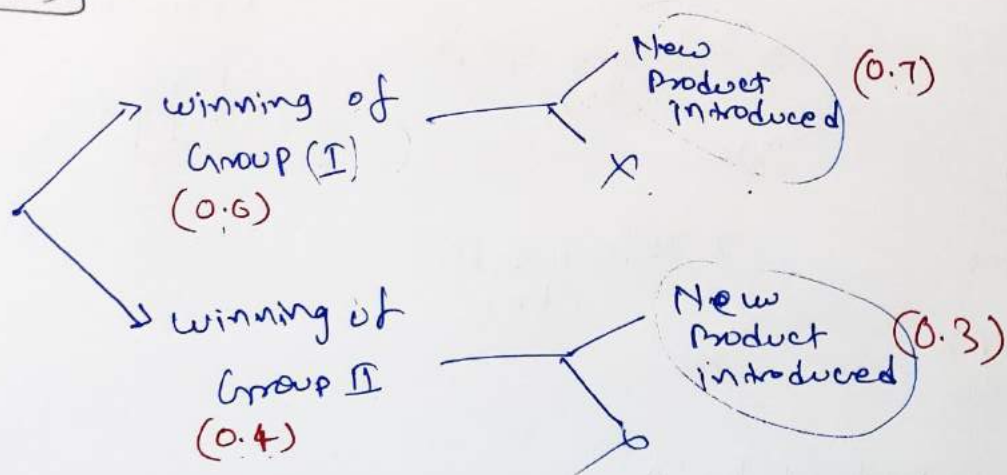 winning of
Group (I)
(0.6)
New
Product
introduced
(0.7)
X
winning of
Group II
(0.4)
New
Product
introduced
(0.3)